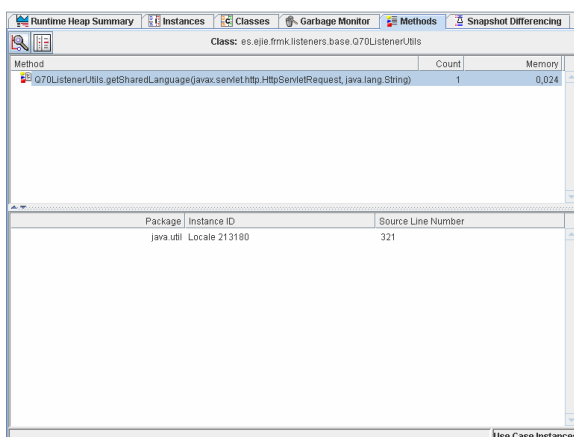 Runtime Heap Summary Instances Classes Garbage Monitor Methods Snapshot Differencing
Class: es.ejie.frmk.listeners.base.Q70ListenerUtils
Method Count Memory
Q70ListenerUtils.getSharedLanguage(javax.servlet.http.HttpServletRequest, java.lang.String) 1 0,024
Package Instance ID Source Line Number
java.util Locale 213180 321
Use Case Instances